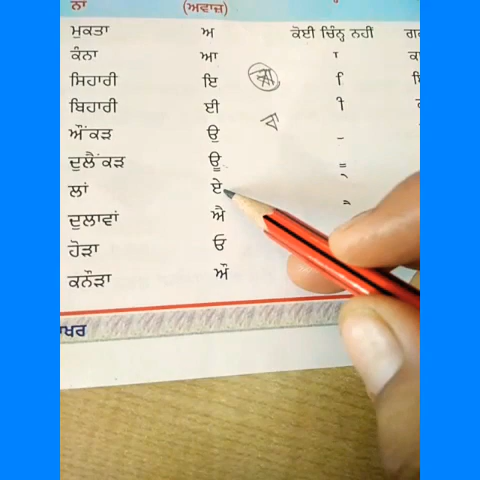 ਨਾਂ (ਅਵਾਜ਼)
ਮੁਕਤਾ ਅ ਕੋਈ ਚਿੰਨ੍ਹ ਨਹੀਂ
ਕੰਨਾ ਆ ਾ
ਸਿਹਾਰੀ ਇ ਿ
ਬਿਹਾਰੀ ਈ ੀ
ਔਂਕੜ ਉ ੁ
ਦੁਲੈਂਕੜ ਊ ੂ
ਲਾਂ ਏ ੇ
ਦੁਲਾਵਾਂ ਐ ੈ
ਹੋੜਾ ਓ
ਕਨੌੜਾ ਔ